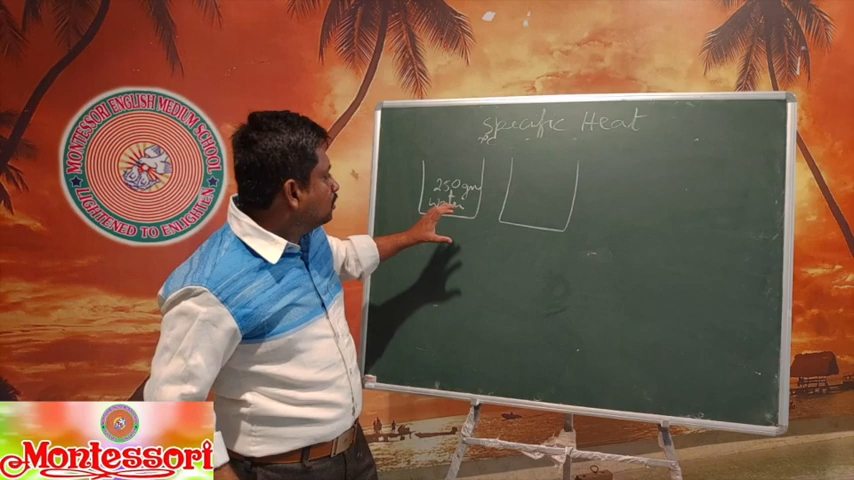 Specific Heat
250gm
water
MONTESSORI ENGLISH MEDIUM SCHOOL
LIGHTENED TO ENLIGHTEN
Montessori